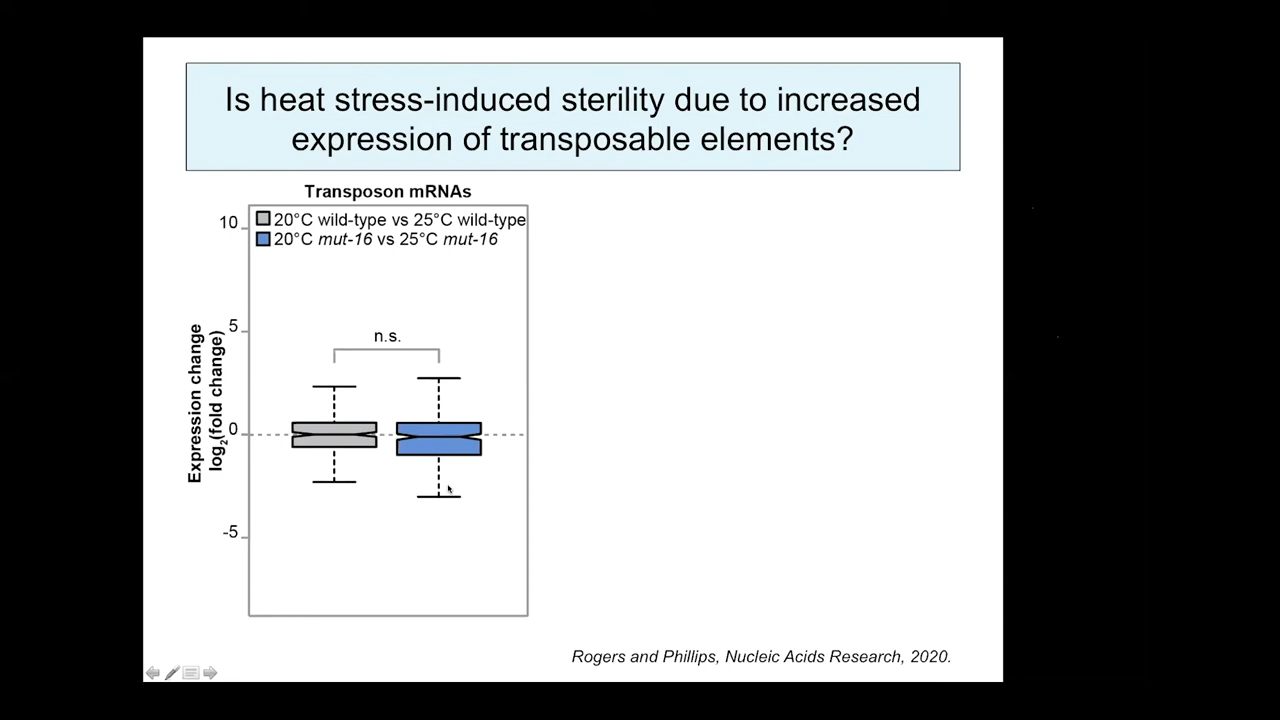 Is heat stress-induced sterility due to increased
expression of transposable elements?
Transposon mRNAs
20°C wild-type vs 25°C wild-type
20°C mut-16 vs 25°C mut-16
10
5
0
-5
n.s.
Expression change
log2(fold change)
Rogers and Phillips, Nucleic Acids Research, 2020.